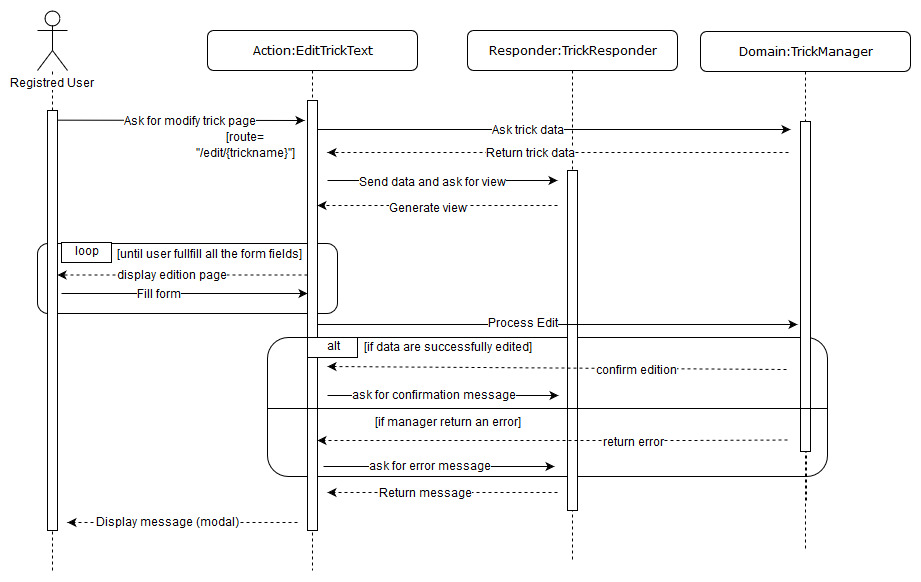 Action:EditTrickText
Responder:TrickResponder
Domain:TrickManager
Registred User
Ask for modify trick page
[route=
"/edit/{trickname}"]
Ask trick data
Return trick data
Send data and ask for view
Generate view
loop
[until user fullfill all the form fields]
display edition page
Fill form
Process Edit
alt
[if data are successfully edited]
confirm edition
ask for confirmation message
[if manager return an error]
return error
ask for error message
Return message
Display message (modal)